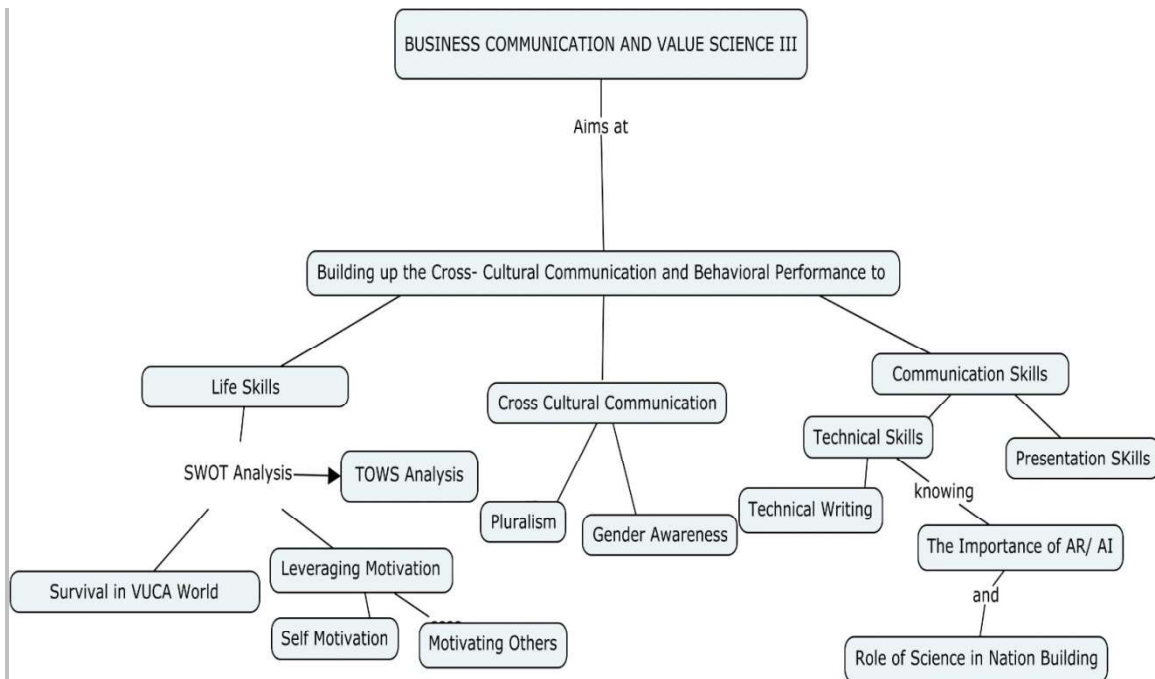 BUSINESS COMMUNICATION AND VALUE SCIENCE III
Aims at
Building up the Cross- Cultural Communication and Behavioral Performance to
Life Skills
Cross Cultural Communication
Communication Skills
SWOT Analysis
TOWS Analysis
Technical Skills
Presentation SKills
Pluralism
Gender Awareness
Technical Writing
knowing
The Importance of AR/ AI
Survival in VUCA World
Leveraging Motivation
and
Self Motivation
Motivating Others
Role of Science in Nation Building